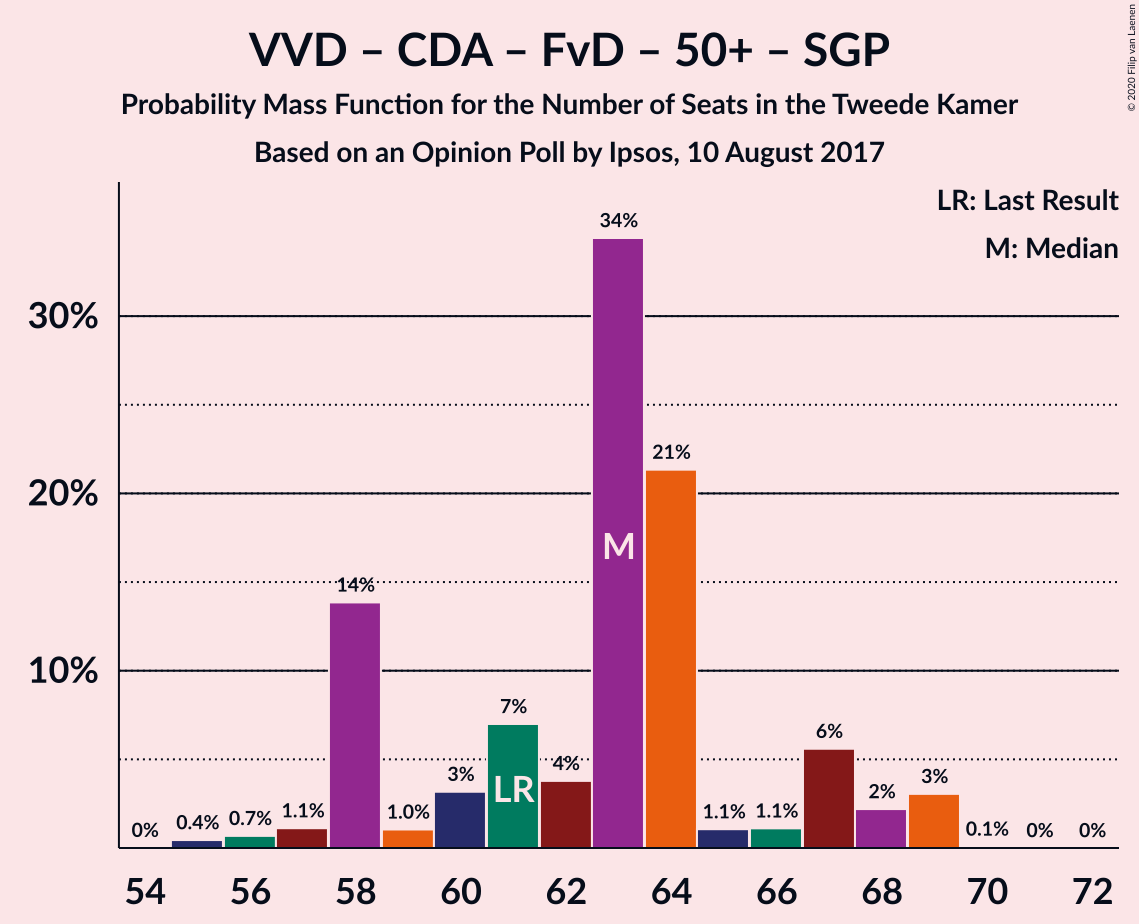 VVD – CDA – FvD – 50+ – SGP
Probability Mass Function for the Number of Seats in the Tweede Kamer
Based on an Opinion Poll by Ipsos, 10 August 2017
© 2020 Filip van Laenen
LR: Last Result
M: Median
30%
20%
10%
0%
0.4%
0.7%
1.1%
14%
1.0%
3%
7%
4%
34%
21%
1.1%
1.1%
6%
2%
3%
0.1%
0%
0%
LR
M
54 56 58 60 62 64 66 68 70 72